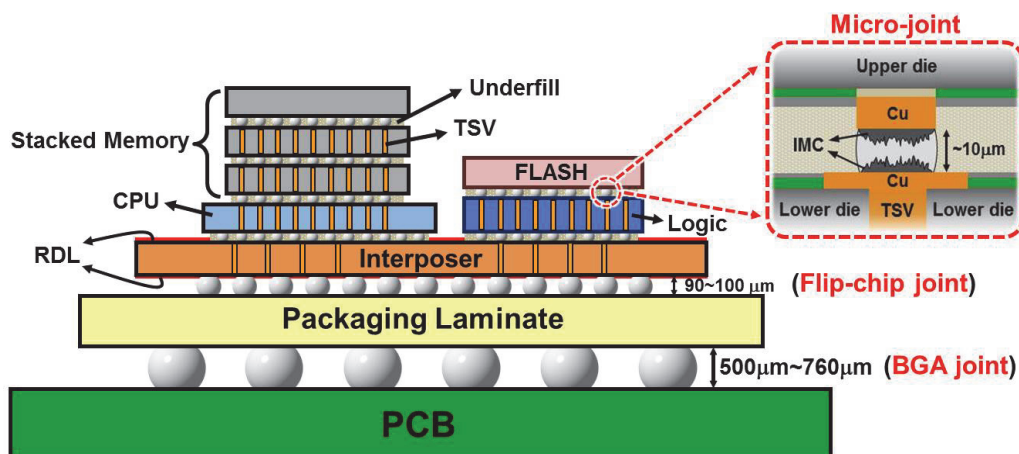 Micro-joint
Upper die
Cu
IMC
~10μm
Cu
Lower die
TSV
Lower die
Underfill
TSV
Stacked Memory
FLASH
CPU
Logic
RDL
Interposer
90~100 μm (Flip-chip joint)
Packaging Laminate
500μm~760μm (BGA joint)
PCB